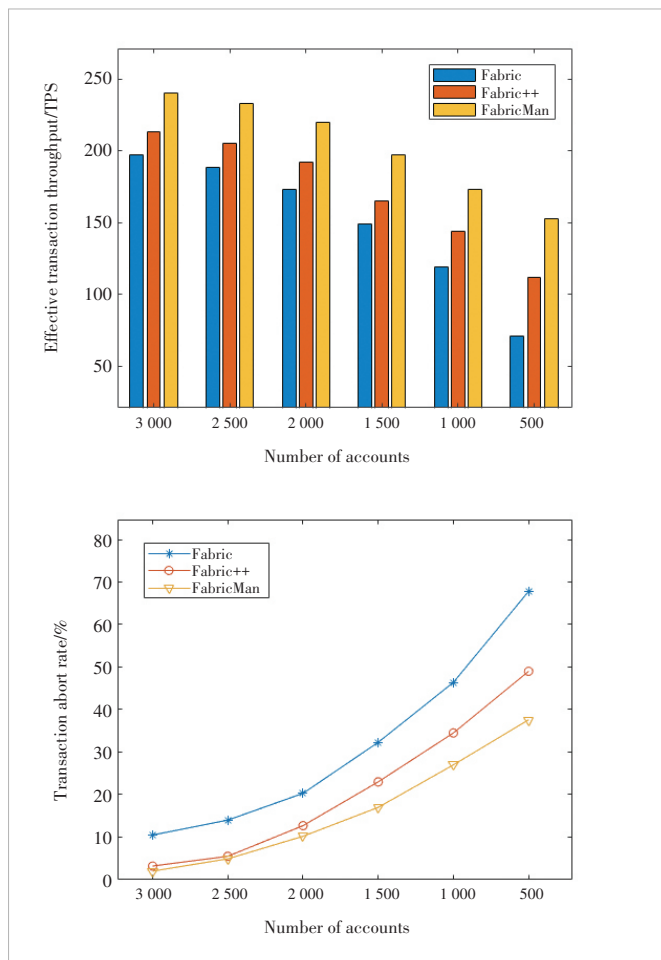 Effective transaction throughput/TPS
250
200
150
100
50
Fabric
Fabric++
FabricMan
3 000 2 500 2 000 1 500 1 000 500
Number of accounts
Transaction abort rate/%
80
70
60
50
40
30
20
10
0
Fabric
Fabric++
FabricMan
3 000 2 500 2 000 1 500 1 000 500
Number of accounts